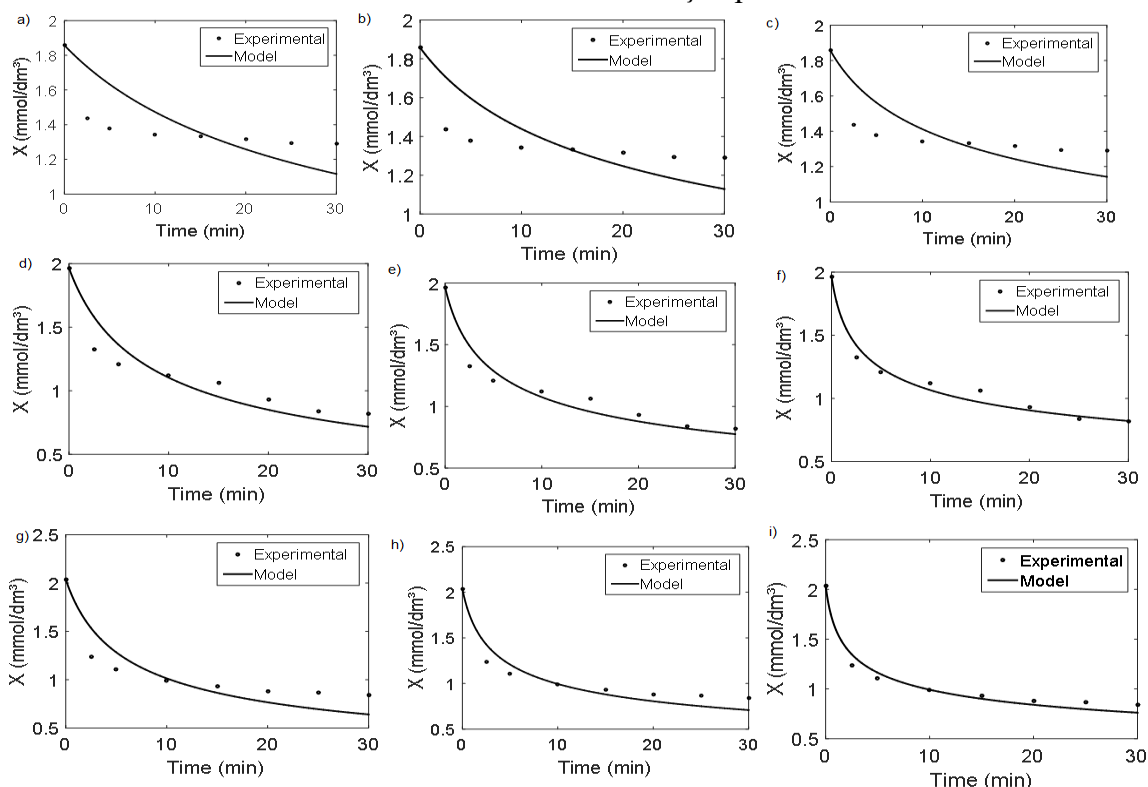 a)
X (mmol/dm³)
2
1.8
1.6
1.4
1.2
1
0
10
20
30
Time (min)
Experimental
Model
b)
X (mmol/dm³)
2
1.8
1.6
1.4
1.2
1
0
10
20
30
Time (min)
Experimental
Model
c)
X (mmol/dm³)
2
1.8
1.6
1.4
1.2
1
0
10
20
30
Time (min)
Experimental
Model
d)
X (mmol/dm³)
2
1.5
1
0.5
0
10
20
30
Time (min)
Experimental
Model
e)
X (mmol/dm³)
2
1.5
1
0.5
0
10
20
30
Time (min)
Experimental
Model
f)
X (mmol/dm³)
2
1.5
1
0.5
0
10
20
30
Time (min)
Experimental
Model
g)
X (mmol/dm³)
2.5
2
1.5
1
0.5
0
10
20
30
Time (min)
Experimental
Model
h)
X (mmol/dm³)
2.5
2
1.5
1
0.5
0
10
20
30
Time (min)
Experimental
Model
i)
X (mmol/dm³)
2.5
2
1.5
1
0.5
0
10
20
30
Time (min)
Experimental
Model